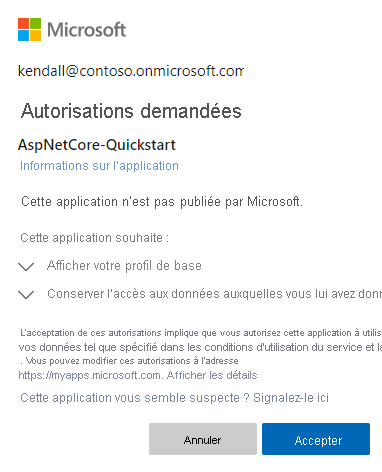 Microsoft
kendall@contoso.onmicrosoft.com
Autorisations demandées
AspNetCore-Quickstart
Informations sur l'application
Cette application n'est pas publiée par Microsoft.
Cette application souhaite :
Afficher votre profil de base
Conserver l'accès aux données auxquelles vous lui avez donn
L'acceptation de ces autorisations implique que vous autorisez cette application à utilis
vos données tel que spécifié dans les conditions d'utilisation du service et la
. Vous pouvez modifier ces autorisations à l'adresse
https://myapps.microsoft.com. Afficher les détails
Cette application vous semble suspecte ? Signalez-le ici
Annuler
Accepter